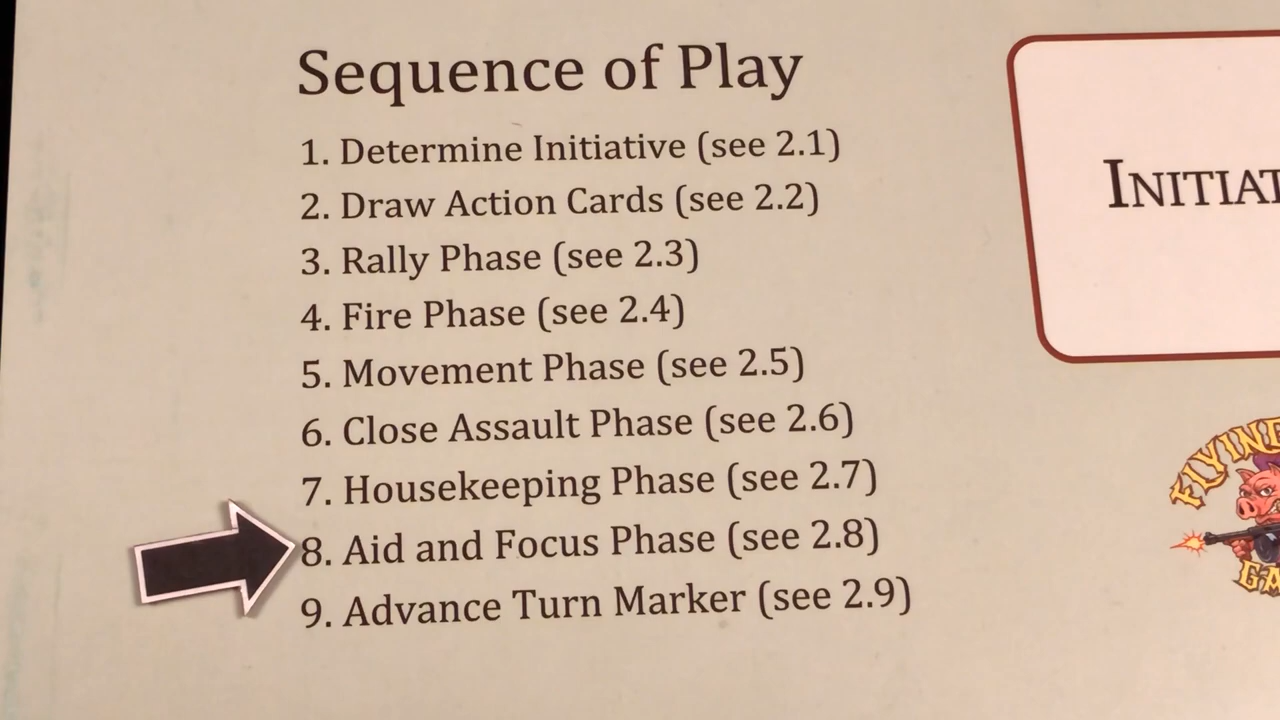 Sequence of Play
1. Determine Initiative (see 2.1)
2. Draw Action Cards (see 2.2)
3. Rally Phase (see 2.3)
4. Fire Phase (see 2.4)
5. Movement Phase (see 2.5)
6. Close Assault Phase (see 2.6)
7. Housekeeping Phase (see 2.7)
8. Aid and Focus Phase (see 2.8)
9. Advance Turn Marker (see 2.9)